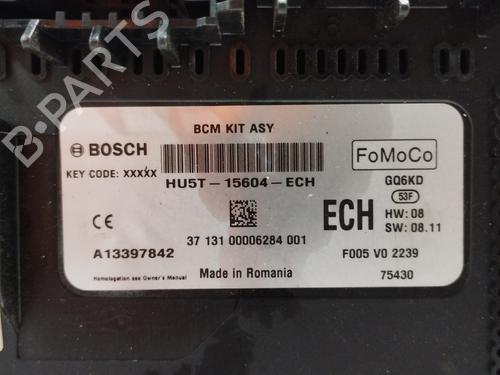 BCM KIT ASY
BOSCH
FoMoCo
KEY CODE: XXXXX
HU5T-15604-ECH
GQ6KD
53F
ECH
HW: 08
SW: 08.11
CE
A13397842
37 131 00006284 001
F005 V0 2239
Homologation see Owner's Manual
Made in Romania
75430
B-PARTS